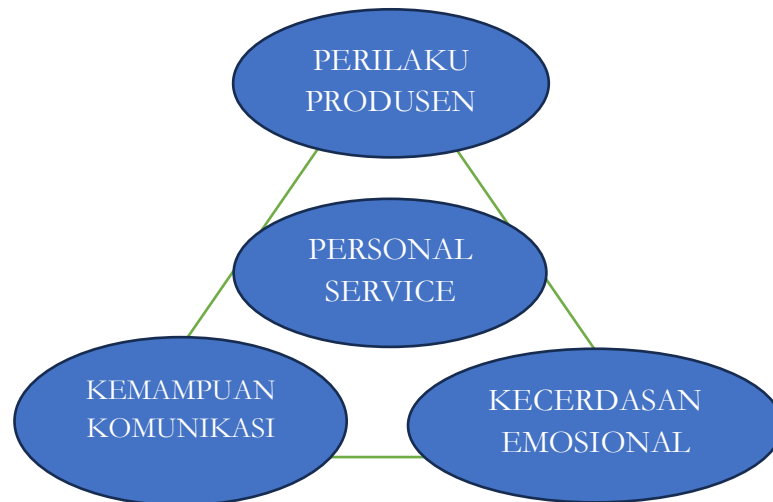 PERILAKU
PRODUSEN
PERSONAL
SERVICE
KEMAMPUAN
KOMUNIKASI
KECERDASAN
EMOSIONAL